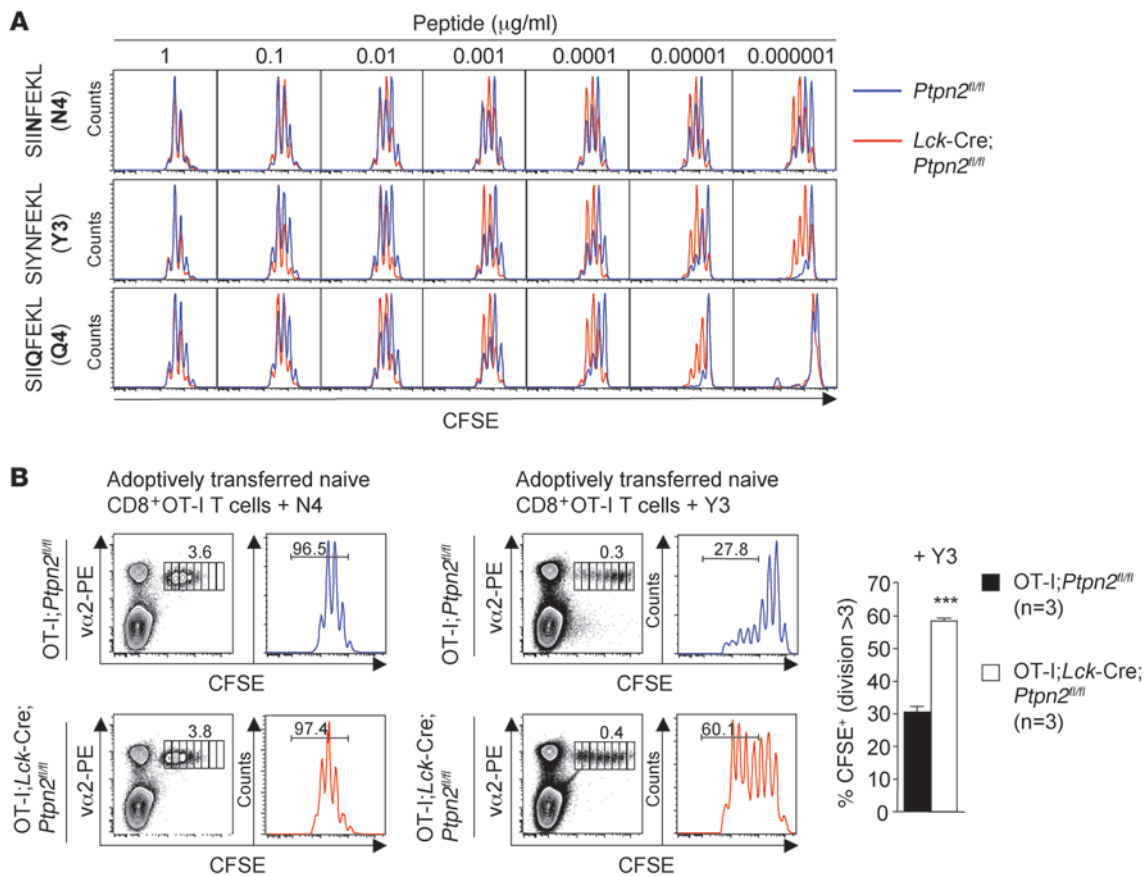 A
Peptide (μg/ml)
1 0.1 0.01 0.001 0.0001 0.00001 0.000001
SIINFEKL
(N4)
Counts
Ptpn2fl/fl
Lck-Cre;
Ptpn2fl/fl
SIYNFEKL
(Y3)
Counts
SIIQFEKL
(Q4)
Counts
CFSE
B
Adoptively transferred naive
CD8+OT-I T cells + N4
Adoptively transferred naive
CD8+OT-I T cells + Y3
OT-I;Ptpn2fl/fl
vα2-PE
3.6
96.5
CFSE
OT-I;Ptpn2fl/fl
vα2-PE
0.3
Counts
27.8
CFSE
OT-I;Lck-Cre;
Ptpn2fl/fl
vα2-PE
3.8
Counts
97.4
CFSE
OT-I;Lck-Cre;
Ptpn2fl/fl
vα2-PE
0.4
Counts
60.1
CFSE
+ Y3
% CFSE+ (division >3)
70
60
50
40
30
20
10
0
***
OT-I;Ptpn2fl/fl
(n=3)
OT-I;Lck-Cre;
Ptpn2fl/fl
(n=3)